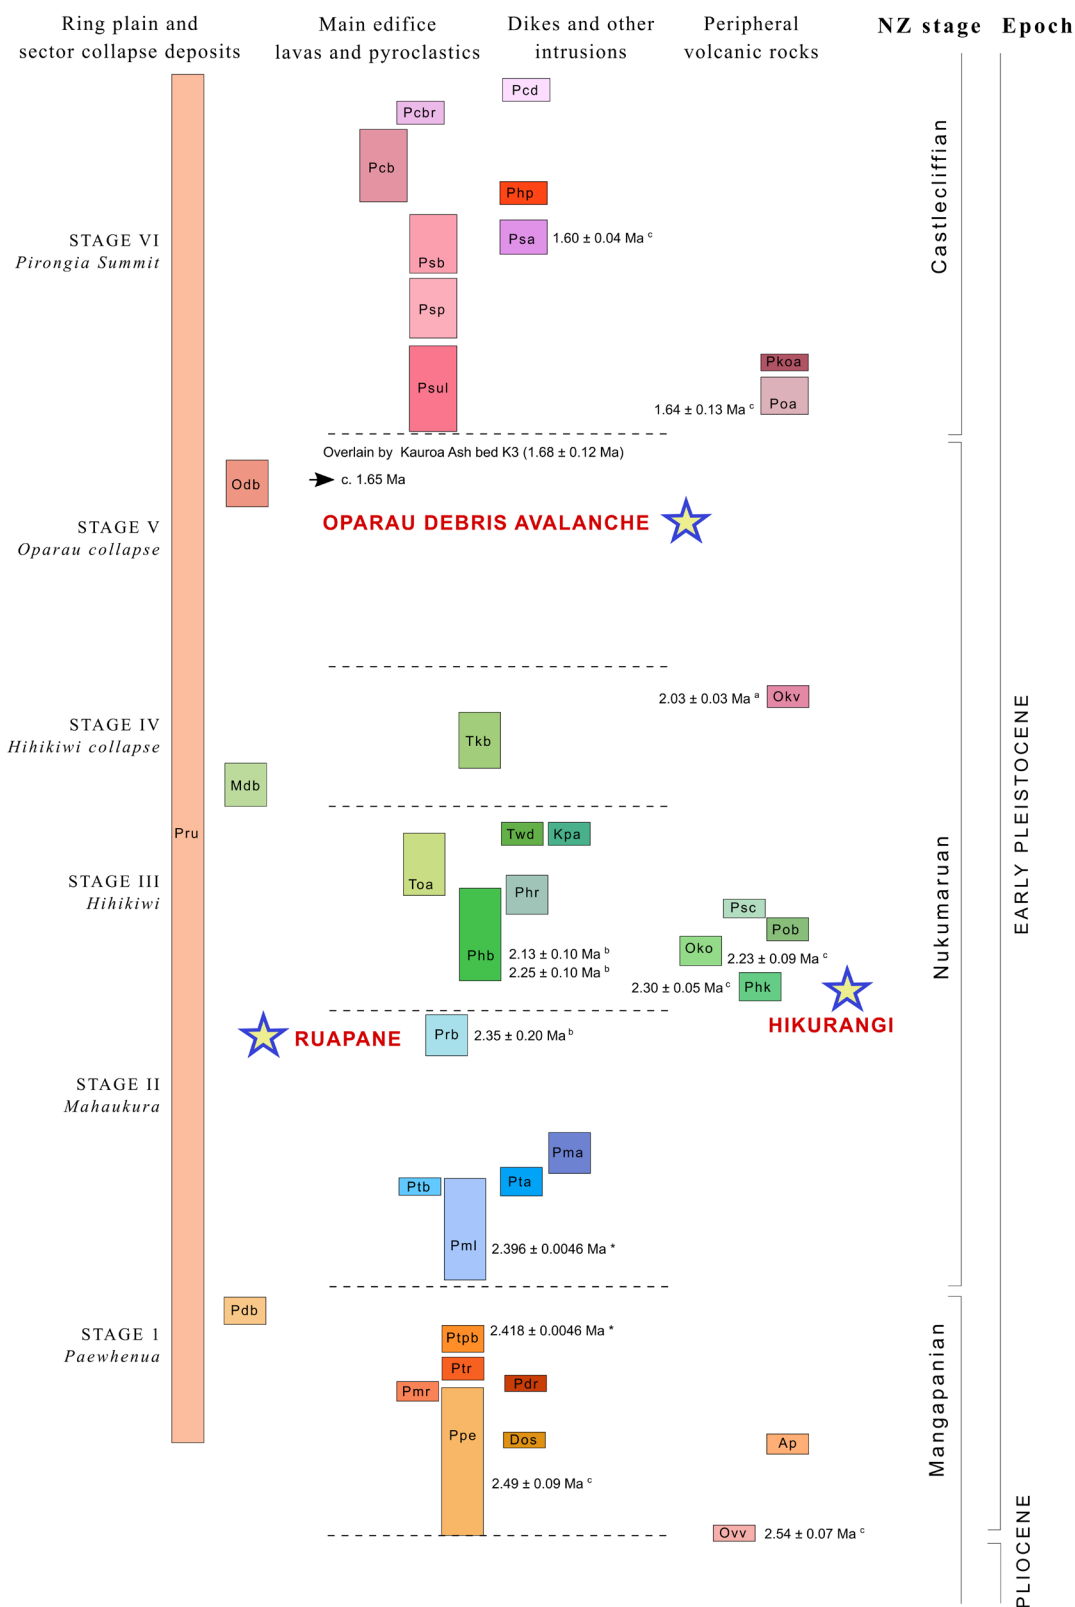 Ring plain and
sector collapse deposits
Main edifice
lavas and pyroclastics
Dikes and other
intrusions
Peripheral
volcanic rocks
NZ stage
Epoch
Pcd
Pcbr
Pcb
Php
Castlecliffian
STAGE VI
Pirongia Summit
Psb
Psa
1.60 ± 0.04 Ma c
Psp
Pkoa
Psul
Poa
1.64 ± 0.13 Ma c
Overlain by Kauroa Ash bed K3 (1.68 ± 0.12 Ma)
Odb
c. 1.65 Ma
STAGE V
Oparau collapse
OPARAU DEBRIS AVALANCHE
2.03 ± 0.03 Ma a
Okv
STAGE IV
Hihikiwi collapse
Tkb
Mdb
EARLY PLEISTOCENE
Pru
Twd
Kpa
Nukumaruan
STAGE III
Hihikiwi
Toa
Phr
Psc
Pob
Phb
2.13 ± 0.10 Ma b
2.25 ± 0.10 Ma b
Oko
2.23 ± 0.09 Ma c
2.30 ± 0.05 Ma c
Phk
HIKURANGI
RUAPANE
Prb
2.35 ± 0.20 Ma b
STAGE II
Mahaukura
Pma
Ptb
Pta
Pml
2.396 ± 0.0046 Ma *
Pdb
STAGE 1
Paewhenua
Ptpb
2.418 ± 0.0046 Ma *
Ptr
Pmr
Pdr
Mangapanian
Ppe
Dos
Ap
2.49 ± 0.09 Ma c
Ovv
2.54 ± 0.07 Ma c
PLIOCENE